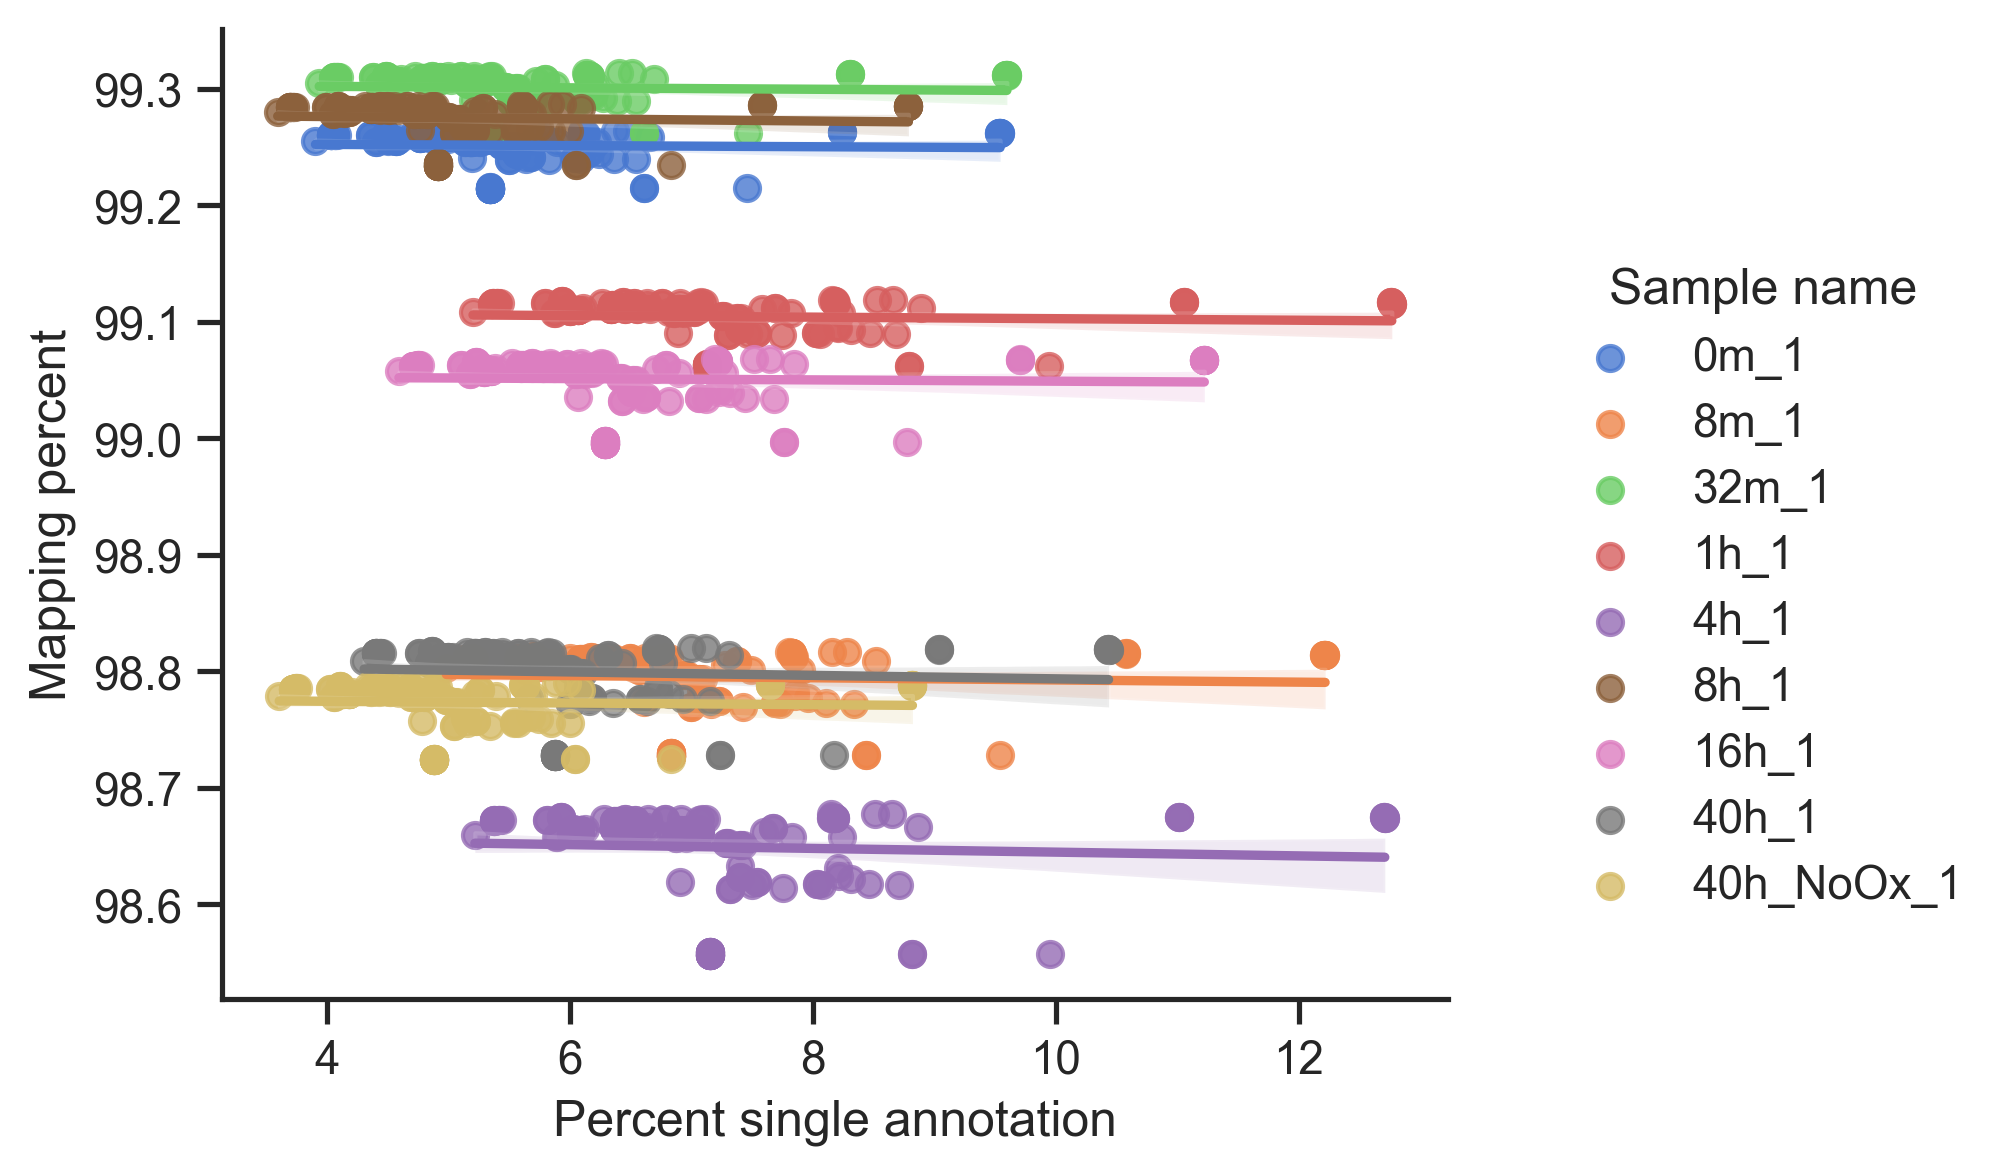 99.3
99.2
99.1
99.0
98.9
98.8
98.7
98.6
Mapping percent
4 6 8 10 12
Percent single annotation
Sample name
0m_1
8m_1
32m_1
1h_1
4h_1
8h_1
16h_1
40h_1
40h_NoOx_1